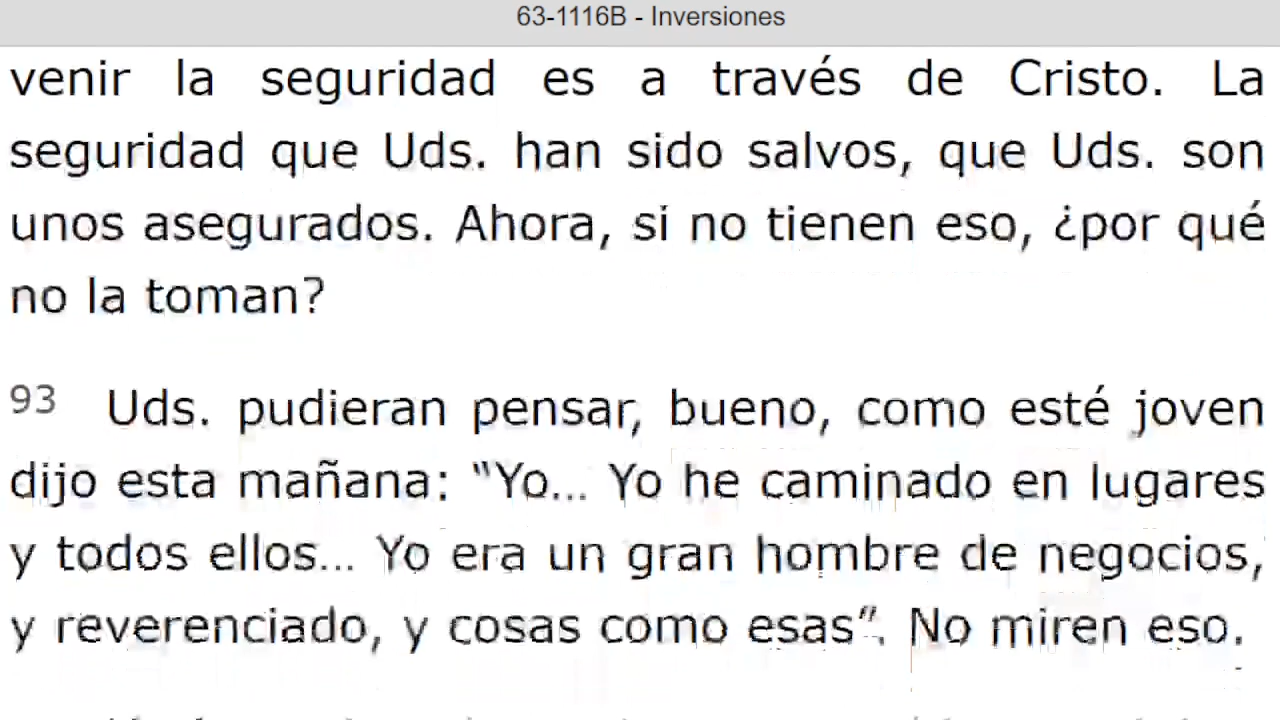 63-1116B - Inversiones
venir la seguridad es a través de Cristo. La
seguridad que Uds. han sido salvos, que Uds. son
unos asegurados. Ahora, si no tienen eso, ¿por qué
no la toman?
93 Uds. pudieran pensar, bueno, como esté joven
dijo esta mañana: “Yo... Yo he caminado en lugares
y todos ellos... Yo era un gran hombre de negocios,
y reverenciado, y cosas como esas”. No miren eso.